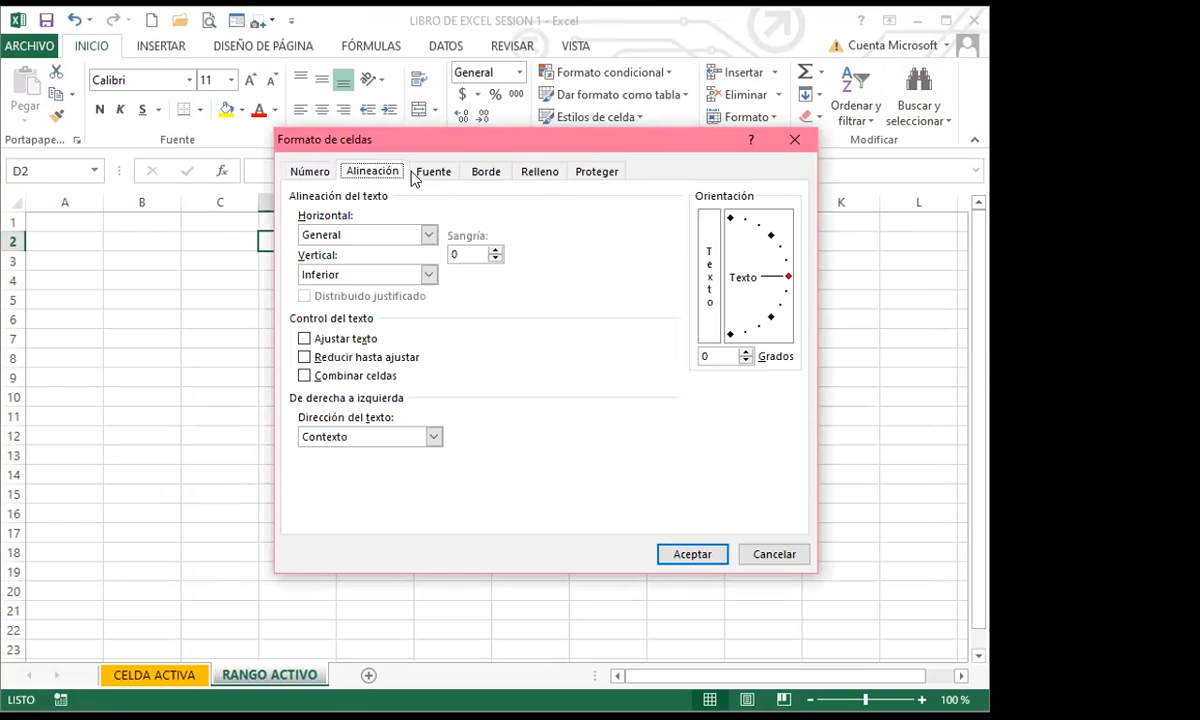 LIBRO DE EXCEL SESION 1 - Excel
ARCHIVO INICIO INSERTAR DISEÑO DE PÁGINA FÓRMULAS DATOS REVISAR VISTA Cuenta Microsoft
Calibri 11 General Formato condicional Insertar
Pegar N K S $ % 000 Dar formato como tabla Eliminar Ordenar y filtrar Buscar y seleccionar
Estilos de celda Formato
Portapape... Fuente Modificar
Formato de celdas ?
D2 fx
Número Alineación Fuente Borde Relleno Proteger
A B C K L
Alineación del texto Orientación
Horizontal:
General Sangría:
Vertical: 0
Inferior
Distribuido justificado
Texto Texto
Control del texto
Ajustar texto
Reducir hasta ajustar 0 Grados
Combinar celdas
De derecha a izquierda
Dirección del texto:
Contexto
Aceptar Cancelar
1
2
3
4
5
6
7
8
9
10
11
12
13
14
15
16
17
18
19
20
21
22
23
CELDA ACTIVA RANGO ACTIVO
LISTO 100 %